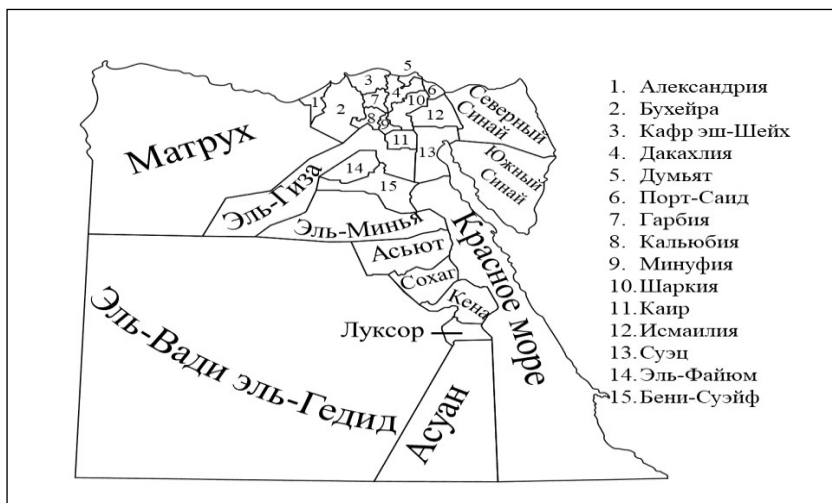 5
3
4
6
1
2
7
10
12
8
9
11
13
14
15
Матрух
Северный
Синай
Южный
Синай
Эль-Гиза
Эль-Минья
Асьют
Сохаг
Кена
Красное море
Луксор
Эль-Вади эль-Гедид
Асуан
1. Александрия
2. Бухейра
3. Кафр эш-Шейх
4. Дакахлия
5. Думьят
6. Порт-Саид
7. Гарбия
8. Кальюбия
9. Минуфия
10. Шаркия
11. Каир
12. Исмаилия
13. Суэц
14. Эль-Файюм
15. Бени-Суэйф